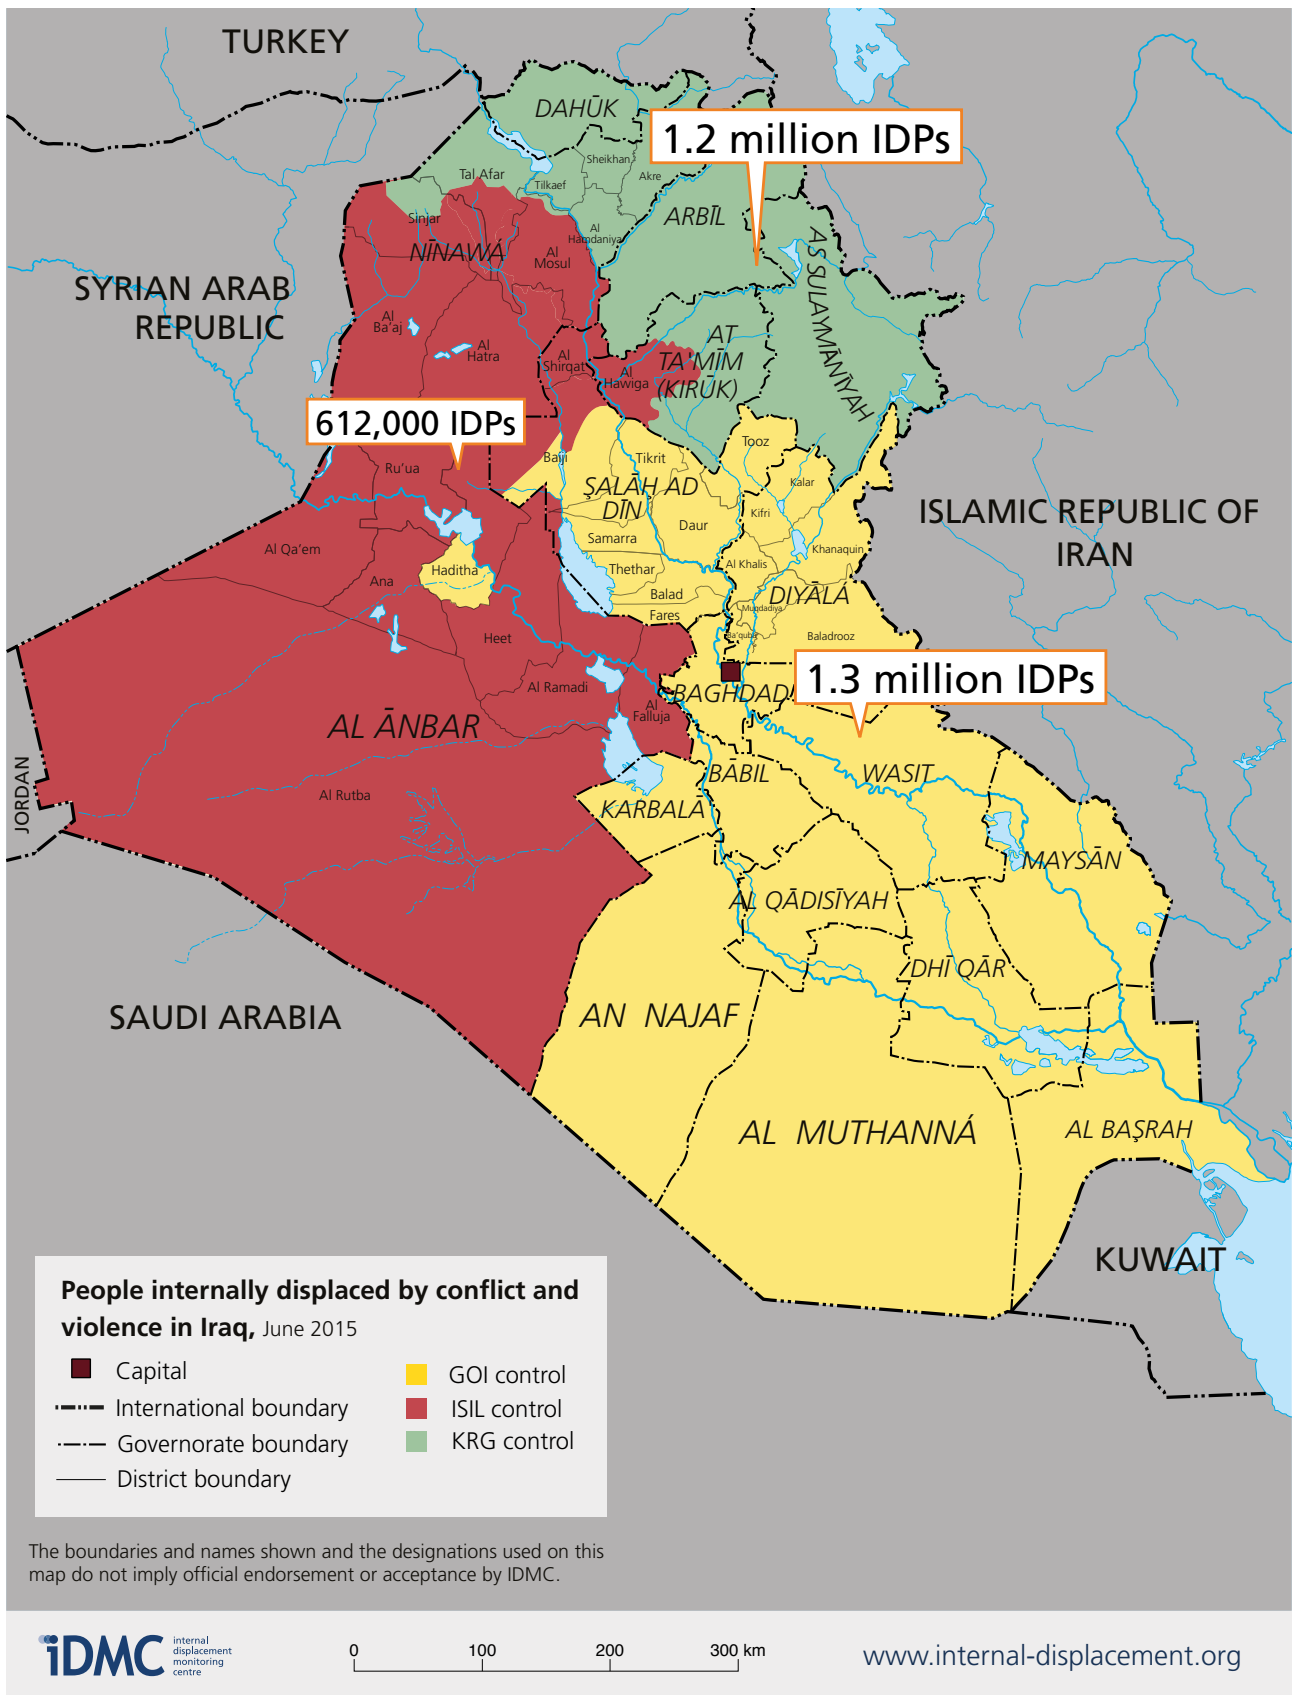 TURKEY
DAHŪK
1.2 million IDPs
Sheikhan
Tal Afar
Tilkaef
Akre
Sinjar
ARBĪL
Al
Hamdaniya
NĪNAWÁ
Al
Mosul
AS SULAYMĀNĪYAH
SYRIAN ARAB
REPUBLIC
Al
Ba'aj
Al
Hatra
Al
Shirqat
AT
TA'MĪM
(KIRŪK)
Al
Hawiga
612,000 IDPs
Tooz
Baiji
Tikrit
Ru'ua
Kalar
ŞALĀḨ AD
DĪN
Kifri
ISLAMIC REPUBLIC OF
IRAN
Daur
Samarra
Al Qa'em
Khanaquin
Haditha
Thethar
Al Khalis
Ana
Balad
DIYĀLÁ
Muqdadiya
Fares
Heet
Ba'quba
Baladrooz
1.3 million IDPs
Al Ramadi
BAGHDAD
Al
Falluja
AL ĀNBAR
JORDAN
BĀBIL
WASIT
Al Rutba
KARBALĀ
MAYSĀN
AL QĀDISĪYAH
DHĪ QĀR
SAUDI ARABIA
AN NAJAF
AL MUTHANNÁ
AL BAŞRAH
KUWAIT
People internally displaced by conflict and
violence in Iraq, June 2015
Capital
International boundary
Governorate boundary
District boundary
GOI control
ISIL control
KRG control
The boundaries and names shown and the designations used on this
map do not imply official endorsement or acceptance by IDMC.
iDMC
internal
displacement
monitoring
centre
0 100 200 300 km
www.internal-displacement.org